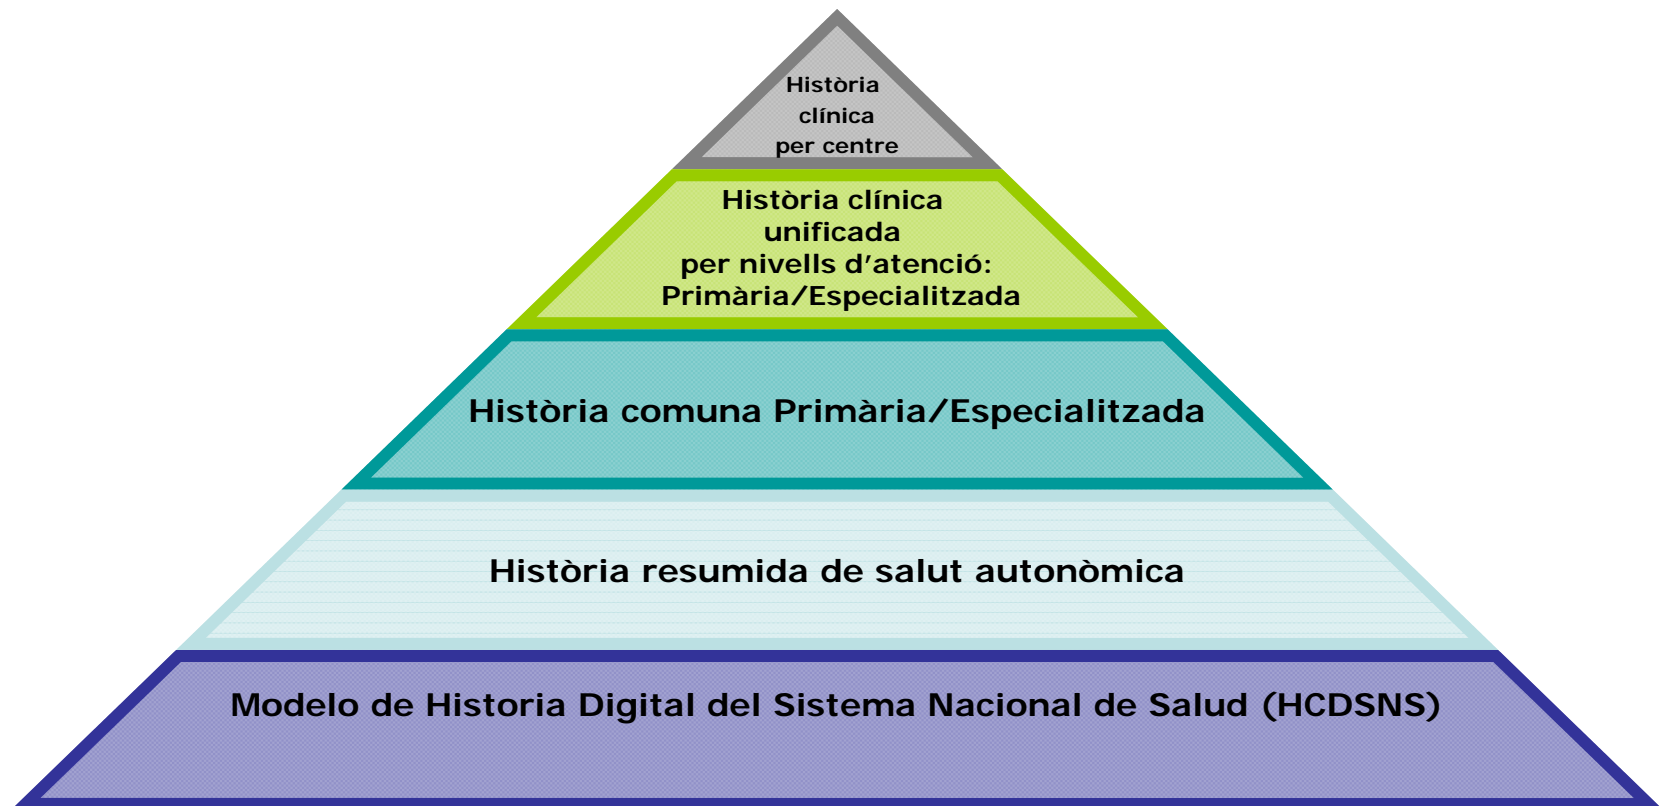 Història
clínica
per centre
Història clínica
unificada
per nivells d’atenció:
Primària/Especialitzada
Història comuna Primària/Especialitzada
Història resumida de salut autonòmica
Modelo de Historia Digital del Sistema Nacional de Salud (HCDSNS)